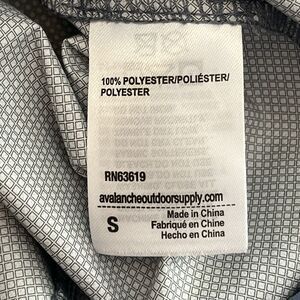 100% POLYESTER/POLIÉSTER/
POLYESTER
RN63619
avalancheoutdoorsupply.com
S
Made in China
Fabriqué en Chine
Hecho en China